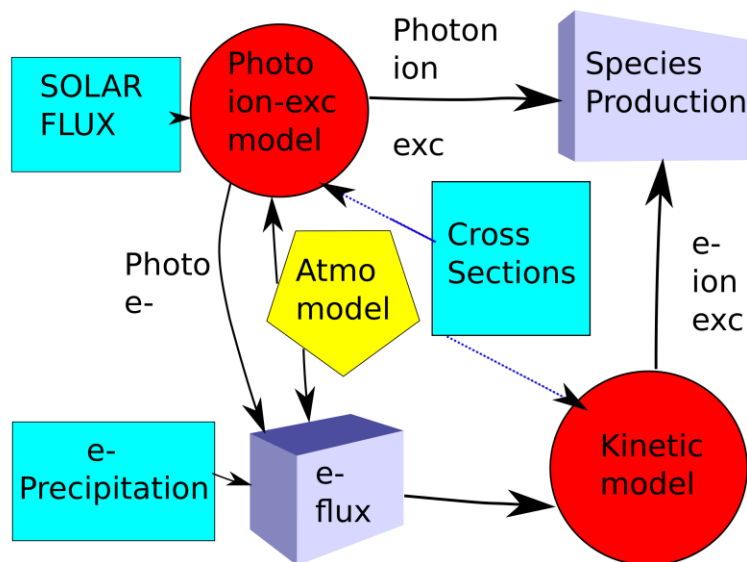 SOLAR
FLUX
Photo
ion-exc
model
Photon
ion
exc
Species
Production
Photo
e-
Atmo
model
Cross
Sections
e-
ion
exc
e-
Precipitation
e-
flux
Kinetic
model